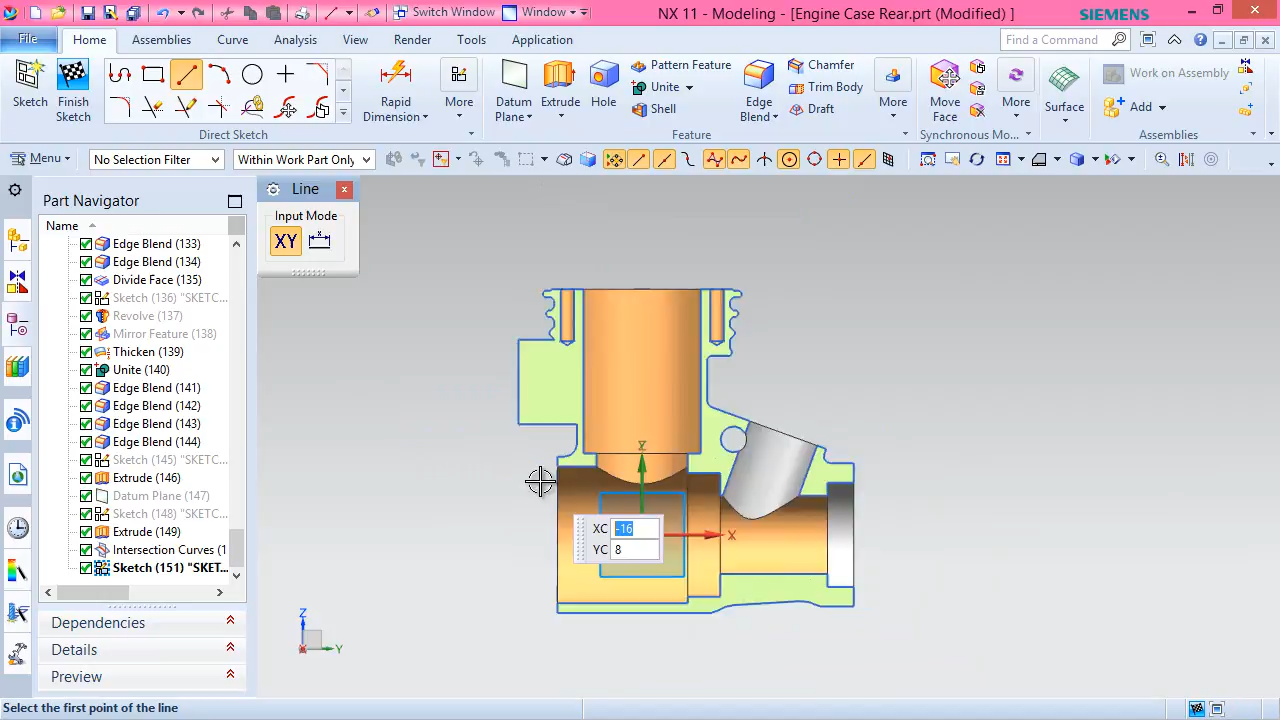 Switch Window
Window
NX 11 - Modeling - [Engine Case Rear.prt (Modified) ]
SIEMENS
File
Home
Assemblies
Curve
Analysis
View
Render
Tools
Application
Find a Command
Sketch
Finish
Sketch
Rapid
Dimension
More
Datum
Plane
Extrude
Hole
Pattern Feature
Unite
Shell
Edge
Blend
Chamfer
Trim Body
Draft
More
Move
Face
More
Surface
Work on Assembly
Add
Direct Sketch
Feature
Synchronous Mo...
Assemblies
Menu
No Selection Filter
Within Work Part Only
Part Navigator
Name
Edge Blend (133)
Edge Blend (134)
Divide Face (135)
Sketch (136) "SKETC...
Revolve (137)
Mirror Feature (138)
Thicken (139)
Unite (140)
Edge Blend (141)
Edge Blend (142)
Edge Blend (143)
Edge Blend (144)
Sketch (145) "SKETC...
Extrude (146)
Datum Plane (147)
Sketch (148) "SKETC...
Extrude (149)
Intersection Curves (1
Sketch (151) "SKET...
Dependencies
Details
Preview
Line
Input Mode
XY
XC -16
YC 8
X
Z
Y
Select the first point of the line